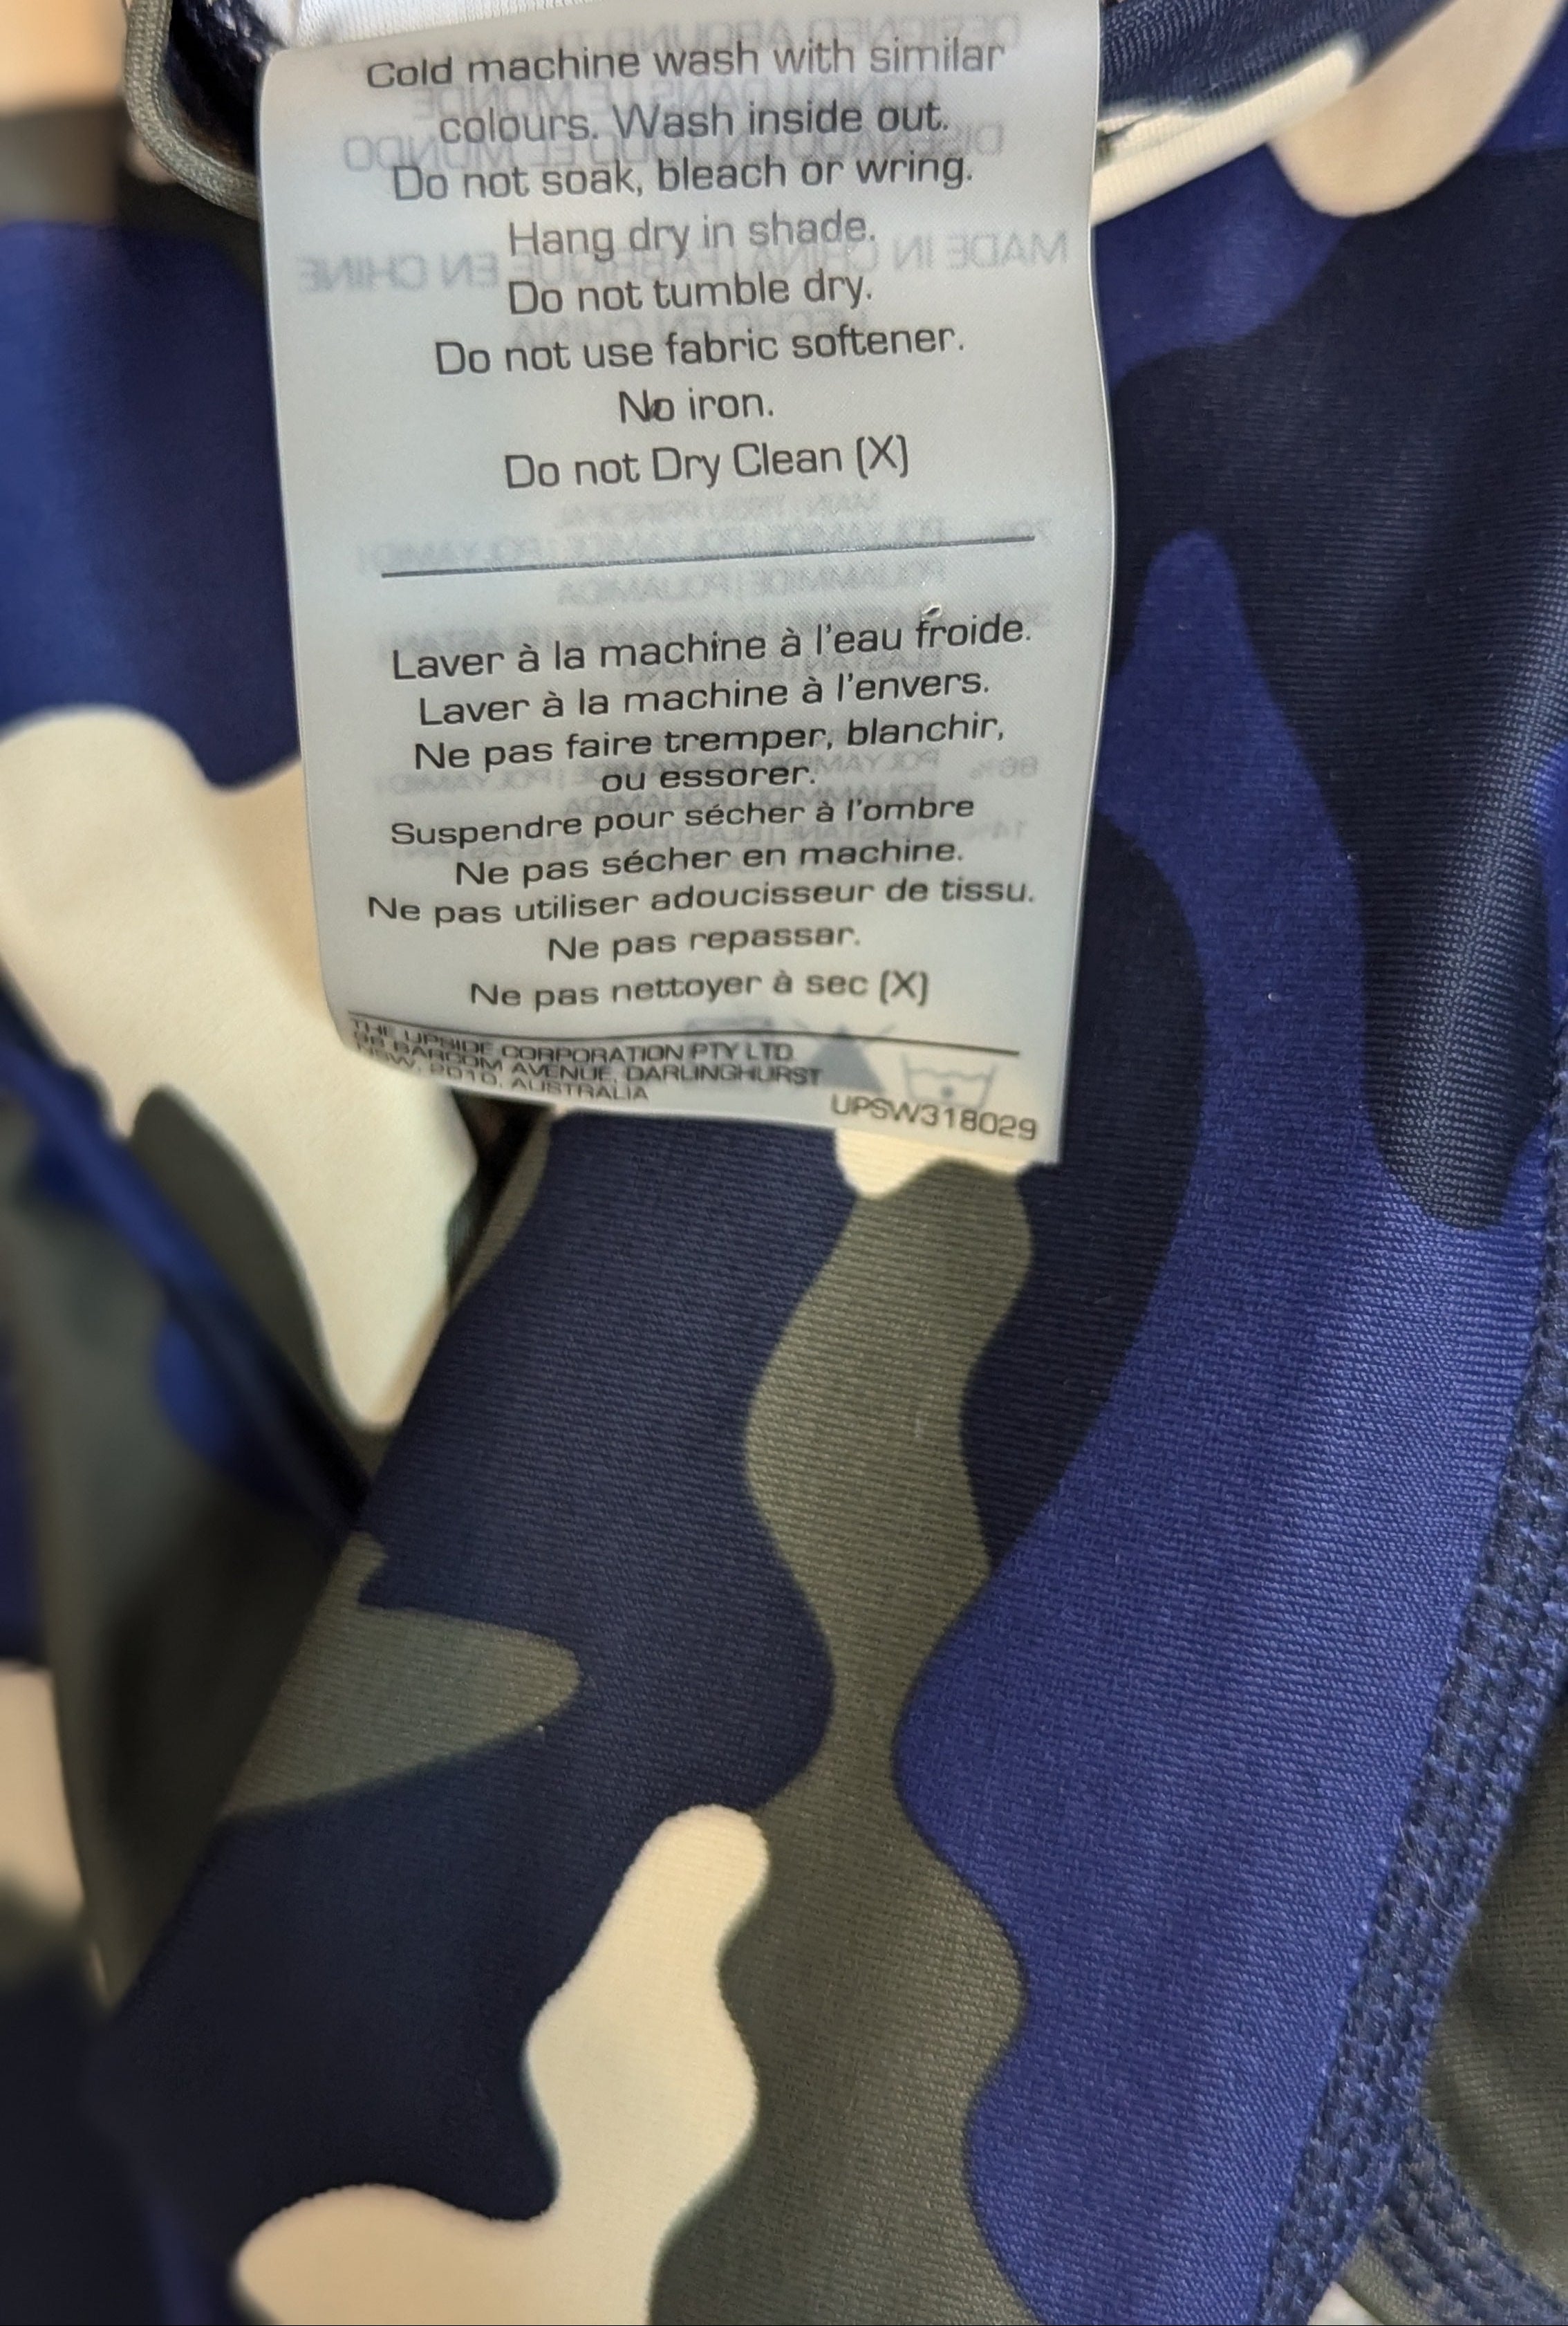 Cold machine wash with similar
colours. Wash inside out.
Do not soak, bleach or wring.
Hang dry in shade.
Do not tumble dry.
Do not use fabric softener.
No iron.
Do not Dry Clean (X)
Laver à la machine à l'eau froide.
Laver à la machine à l'envers.
Ne pas faire tremper, blanchir,
ou essorer.
Suspendre pour sécher à l'ombre
Ne pas sécher en machine.
Ne pas utiliser adoucisseur de tissu.
Ne pas repassar.
Ne pas nettoyer à sec (X)
THE UPSIDE CORPORATION PTY LTD
BARCOM AVENUE, DARLINGHURST
NSW, 2010, AUSTRALIA
UPSW318029